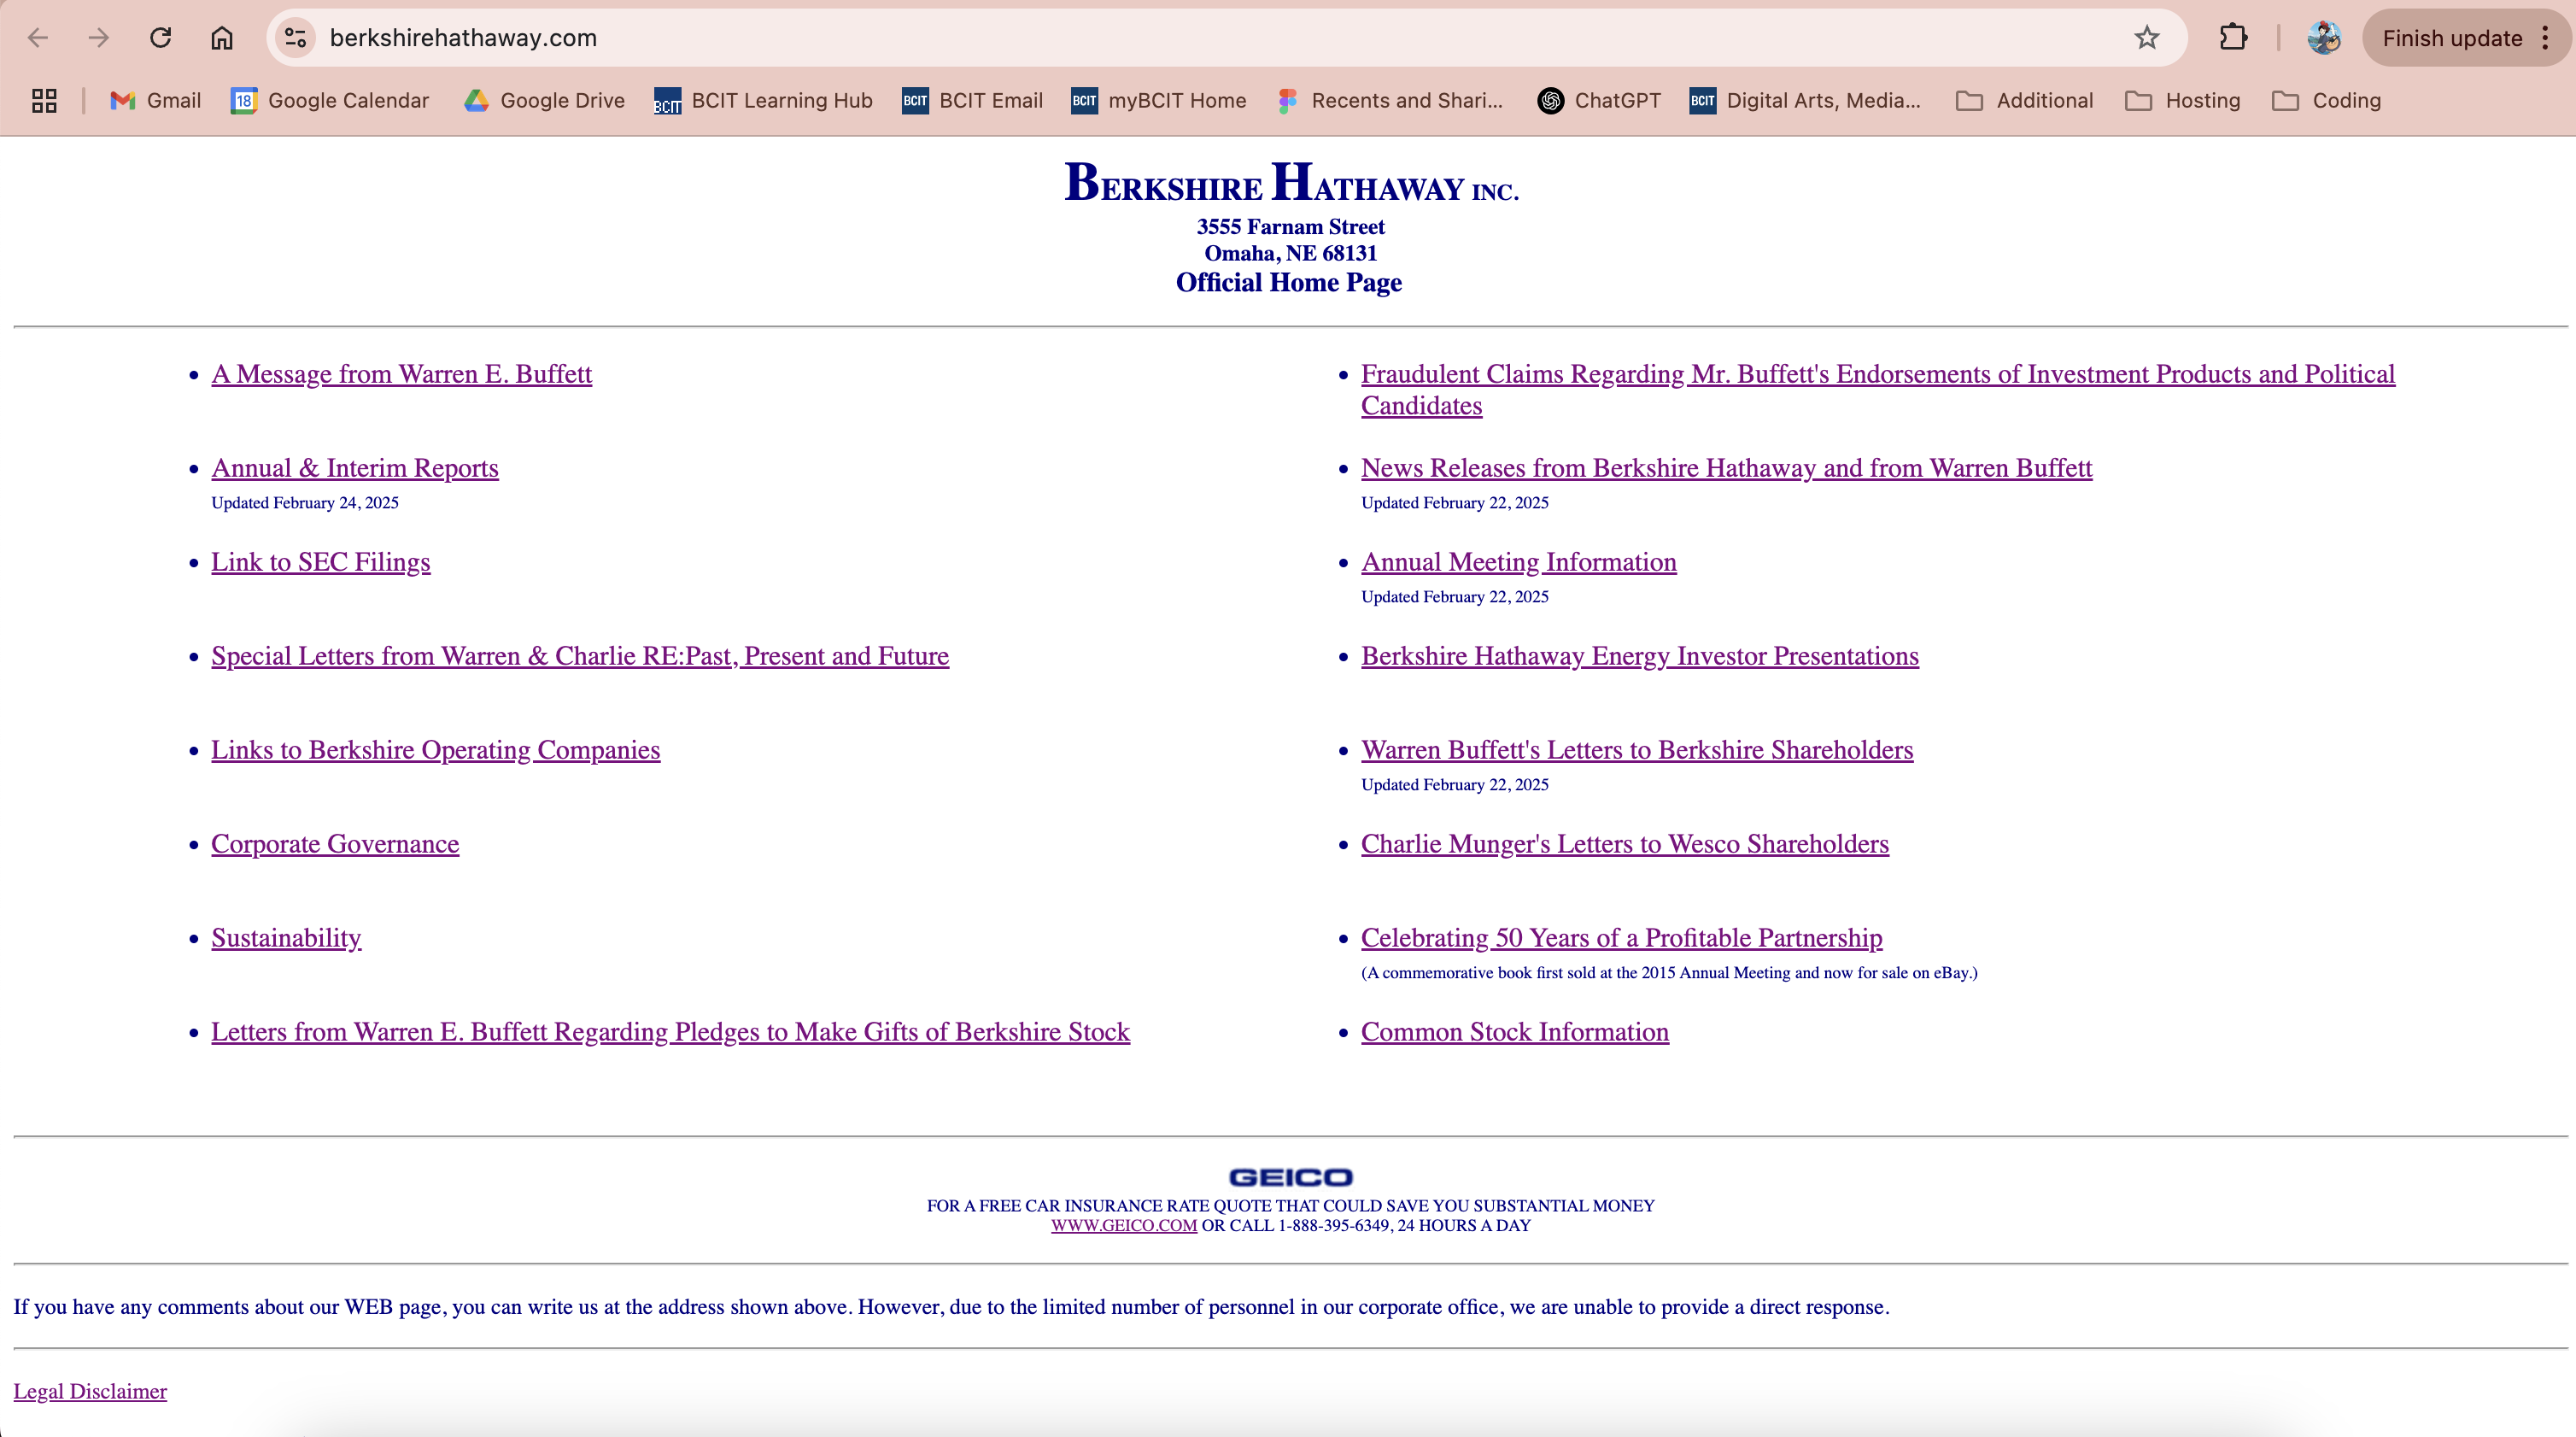 berkshirehathaway.com
Finish update
Gmail
18
Google Calendar
Google Drive
BCIT
BCIT Learning Hub
BCIT
BCIT Email
BCIT
myBCIT Home
Recents and Shari...
ChatGPT
BCIT
Digital Arts, Media...
Additional
Hosting
Coding
BERKSHIRE HATHAWAY INC.
3555 Farnam Street
Omaha, NE 68131
Official Home Page
A Message from Warren E. Buffett
Fraudulent Claims Regarding Mr. Buffett's Endorsements of Investment Products and Political
Candidates
Annual & Interim Reports
Updated February 24, 2025
News Releases from Berkshire Hathaway and from Warren Buffett
Updated February 22, 2025
Link to SEC Filings
Annual Meeting Information
Updated February 22, 2025
Special Letters from Warren & Charlie RE:Past, Present and Future
Berkshire Hathaway Energy Investor Presentations
Links to Berkshire Operating Companies
Warren Buffett's Letters to Berkshire Shareholders
Updated February 22, 2025
Corporate Governance
Charlie Munger's Letters to Wesco Shareholders
Sustainability
Celebrating 50 Years of a Profitable Partnership
(A commemorative book first sold at the 2015 Annual Meeting and now for sale on eBay.)
Letters from Warren E. Buffett Regarding Pledges to Make Gifts of Berkshire Stock
Common Stock Information
GEICO
FOR A FREE CAR INSURANCE RATE QUOTE THAT COULD SAVE YOU SUBSTANTIAL MONEY
WWW.GEICO.COM OR CALL 1-888-395-6349, 24 HOURS A DAY
If you have any comments about our WEB page, you can write us at the address shown above. However, due to the limited number of personnel in our corporate office, we are unable to provide a direct response.
Legal Disclaimer